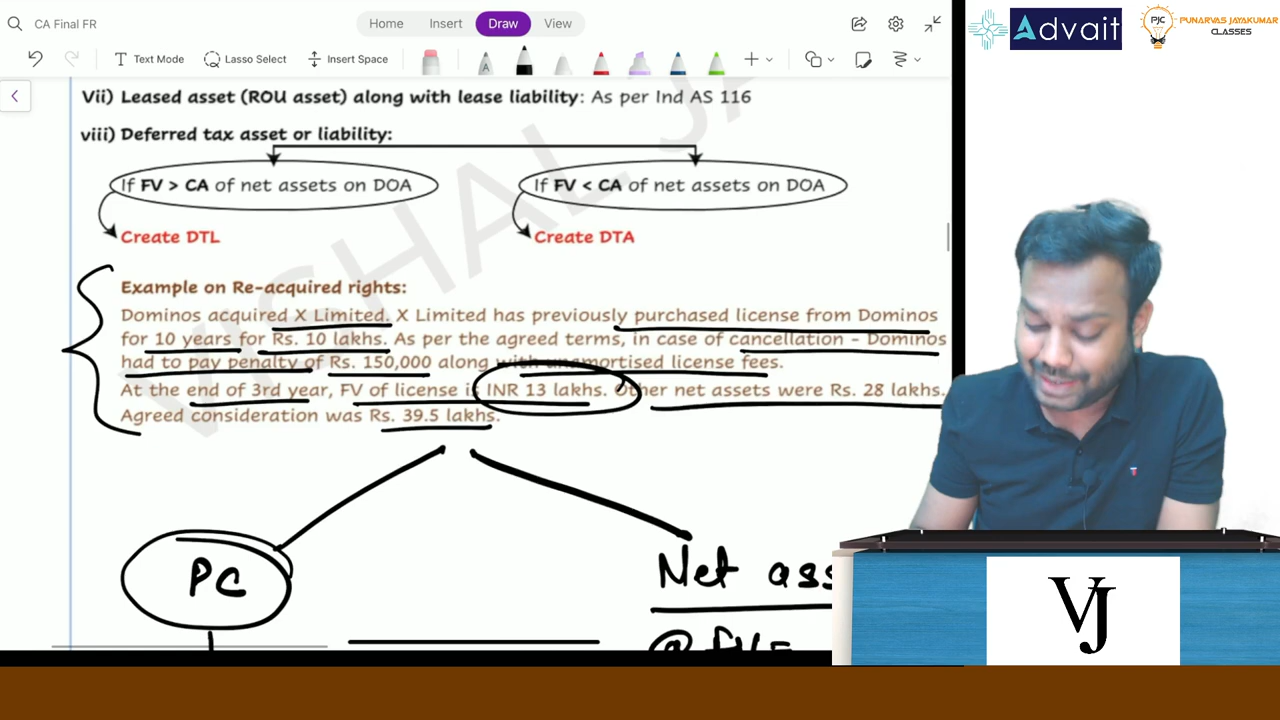 CA Final FR
Home Insert Draw View
Advait
PJC
PUNARVAS JAYAKUMAR
CLASSES
Text Mode Lasso Select Insert Space
Vii) Leased asset (ROU asset) along with lease liability: As per Ind AS 116
viii) Deferred tax asset or liability:
If FV > CA of net assets on DOA
If FV < CA of net assets on DOA
Create DTL
Create DTA
VISHAL JA
Example on Re-acquired rights:
Dominos acquired X Limited. X Limited has previously purchased license from Dominos
for 10 years for Rs. 10 lakhs. As per the agreed terms, in case of cancellation - Dominos
had to pay penalty of Rs. 150,000 along with unamortised license fees.
At the end of 3rd year, FV of license is INR 13 lakhs. Other net assets were Rs. 28 lakhs.
Agreed consideration was Rs. 39.5 lakhs.
PC
Net ass
@ FV=
VJ